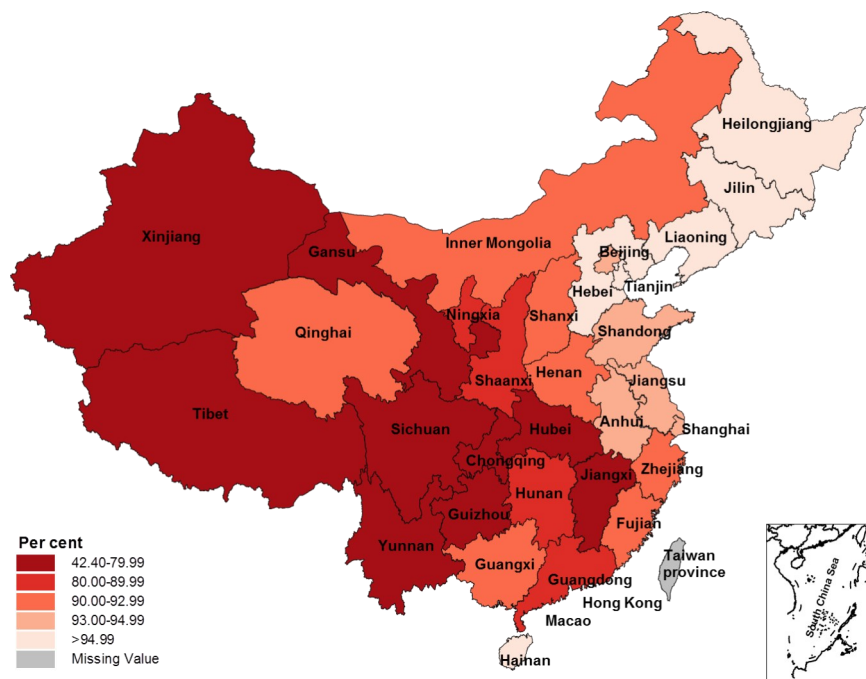 Heilongjiang
Jilin
Xinjiang
Inner Mongolia
Liaoning
Gansu
Beijing
Hebei
Tianjin
Ningxia
Shanxi
Qinghai
Shandong
Henan
Shaanxi
Jiangsu
Tibet
Anhui
Sichuan
Hubei
Shanghai
Chongqing
Jiangxi
Zhejiang
Hunan
Guizhou
Fujian
Yunnan
Guangxi
Taiwan
province
Guangdong
Hong Kong
Macao
Hainan
Per cent
42.40-79.99
80.00-89.99
90.00-92.99
93.00-94.99
>94.99
Missing Value
South China Sea